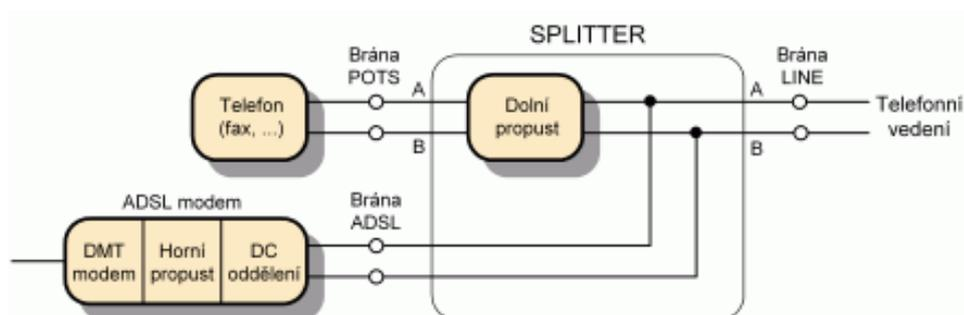 SPLITTER
Brána
POTS
Brána
LINE
Telefon
(fax, ...)
A
B
Dolní
propust
A
B
Telefonní
vedení
ADSL modem
Brána
ADSL
DMT
modem
Horní
propust
DC
oddělení